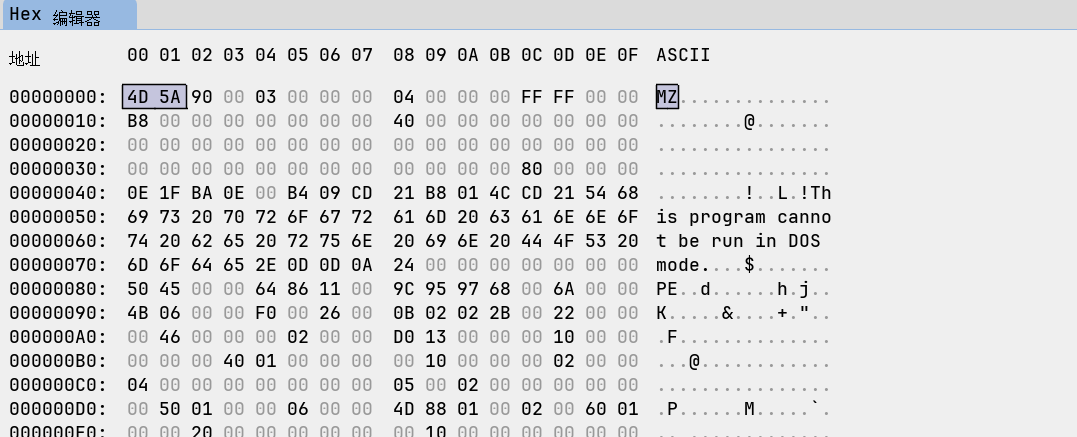 Hex 编辑器
地址 00 01 02 03 04 05 06 07 08 09 0A 0B 0C 0D 0E 0F ASCII
00000000: 4D 5A 90 00 03 00 00 00 04 00 00 00 FF FF 00 00 MZ..............
00000010: B8 00 00 00 00 00 00 00 40 00 00 00 00 00 00 00 ........@.......
00000020: 00 00 00 00 00 00 00 00 00 00 00 00 00 00 00 00 ................
00000030: 00 00 00 00 00 00 00 00 00 00 00 00 80 00 00 00 ................
00000040: 0E 1F BA 0E 00 B4 09 CD 21 B8 01 4C CD 21 54 68 ........!..L.!Th
00000050: 69 73 20 70 72 6F 67 72 61 6D 20 63 61 6E 6E 6F is program canno
00000060: 74 20 62 65 20 72 75 6E 20 69 6E 20 44 4F 53 20 t be run in DOS
00000070: 6D 6F 64 65 2E 0D 0D 0A 24 00 00 00 00 00 00 00 mode....$.......
00000080: 50 45 00 00 64 86 11 00 9C 95 97 68 00 6A 00 00 PE..d......h.j..
00000090: 4B 06 00 00 F0 00 26 00 0B 02 02 2B 00 22 00 00 K.....&....+."..
000000A0: 00 46 00 00 00 02 00 00 D0 13 00 00 00 10 00 00 .F..............
000000B0: 00 00 00 40 01 00 00 00 00 10 00 00 00 02 00 00 ...@............
000000C0: 04 00 00 00 00 00 00 00 05 00 02 00 00 00 00 00 ................
000000D0: 00 50 01 00 00 06 00 00 4D 88 01 00 02 00 60 01 .P......M.....`.
000000E0: 00 00 20 00 00 00 00 00 00 10 00 00 00 00 00 00